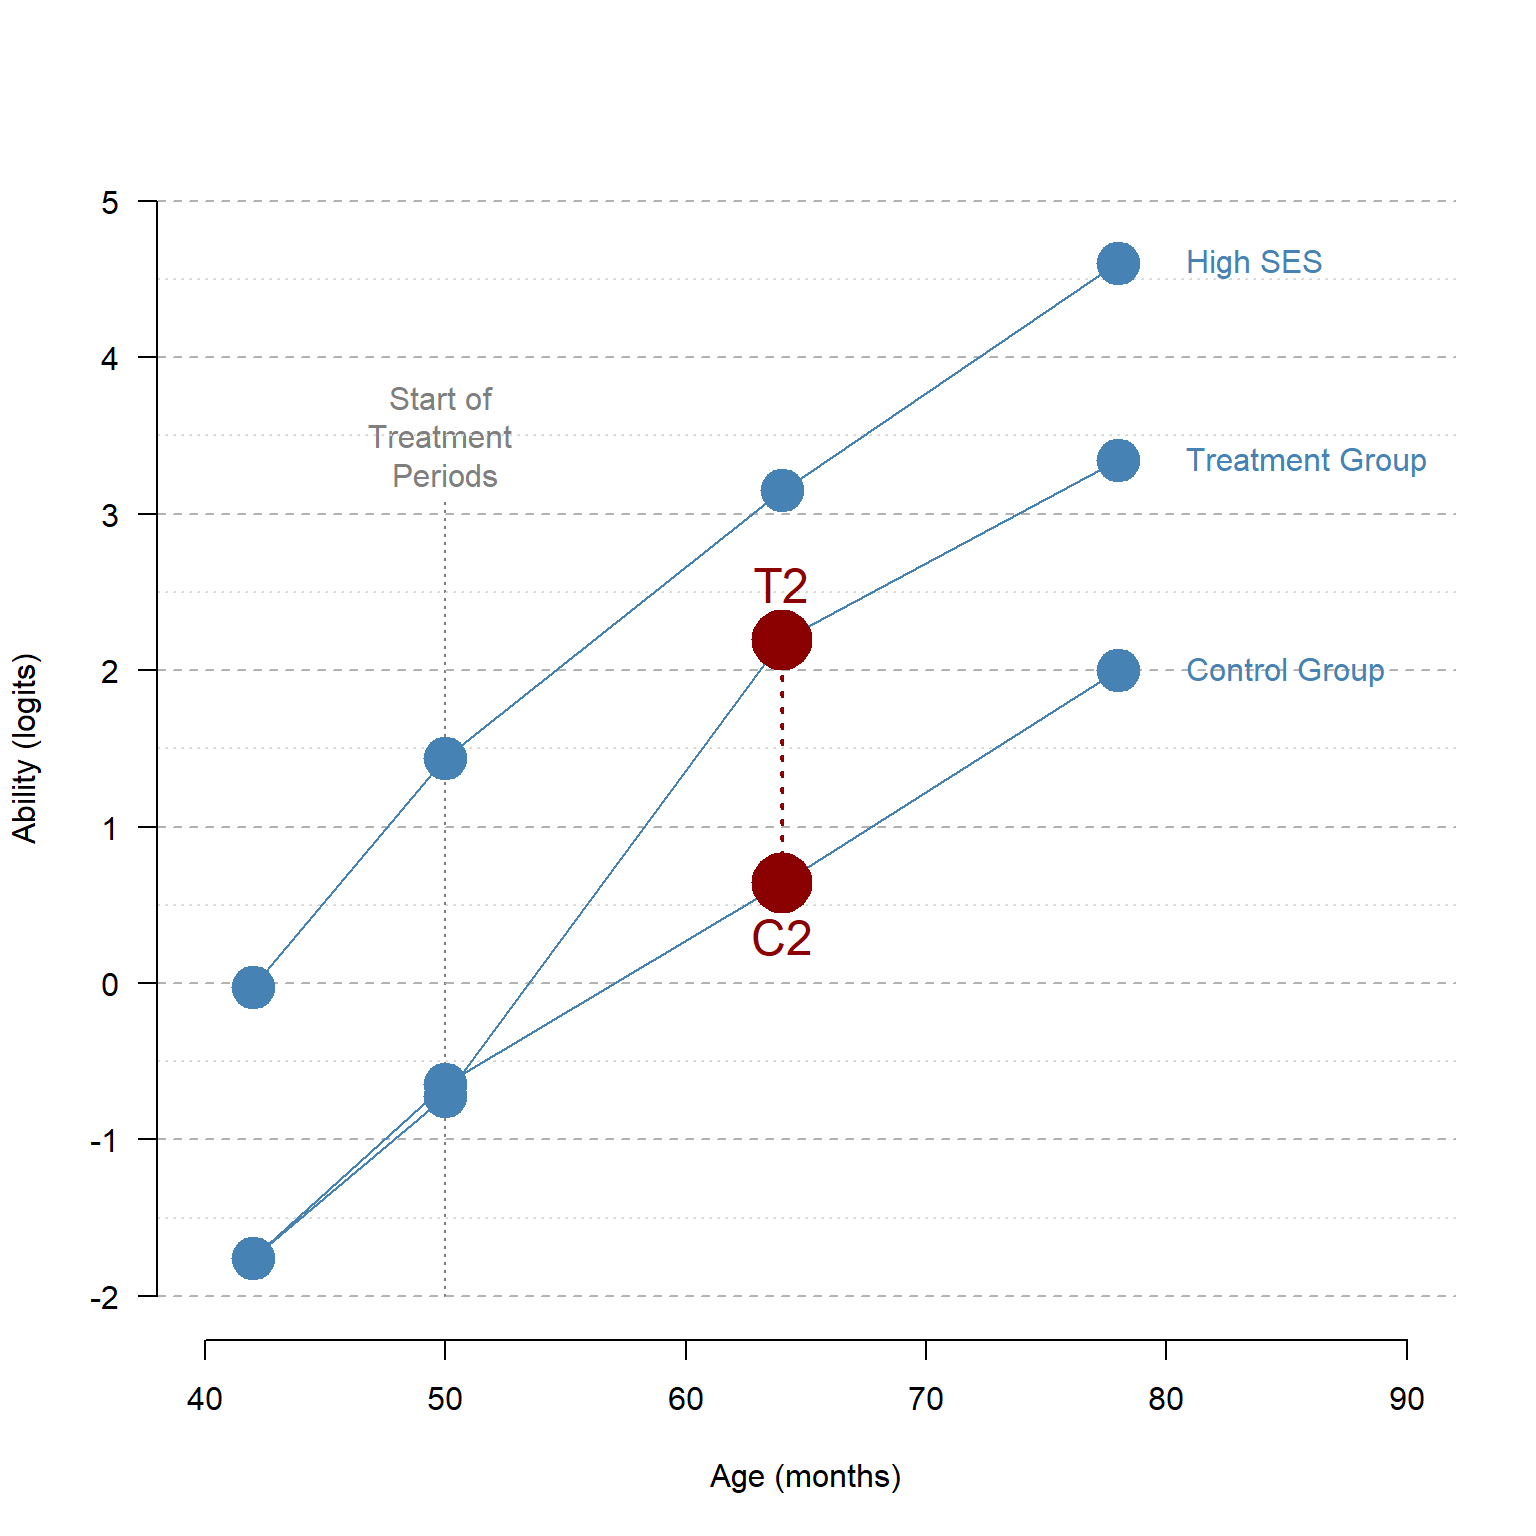 5
High SES
4
Start of
Treatment
Periods
Treatment Group
3
T2
2
Control Group
Ability (logits)
1
C2
0
-1
-2
40 50 60 70 80 90
Age (months)